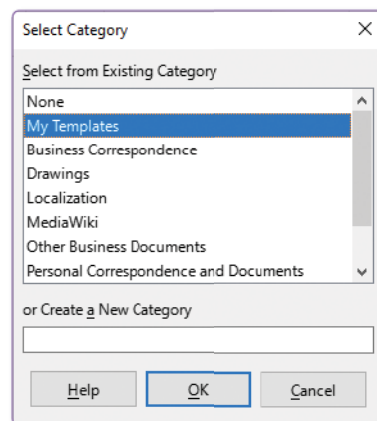 Select Category
Select from Existing Category
None
My Templates
Business Correspondence
Drawings
Localization
MediaWiki
Other Business Documents
Personal Correspondence and Documents
or Create a New Category
Help OK Cancel